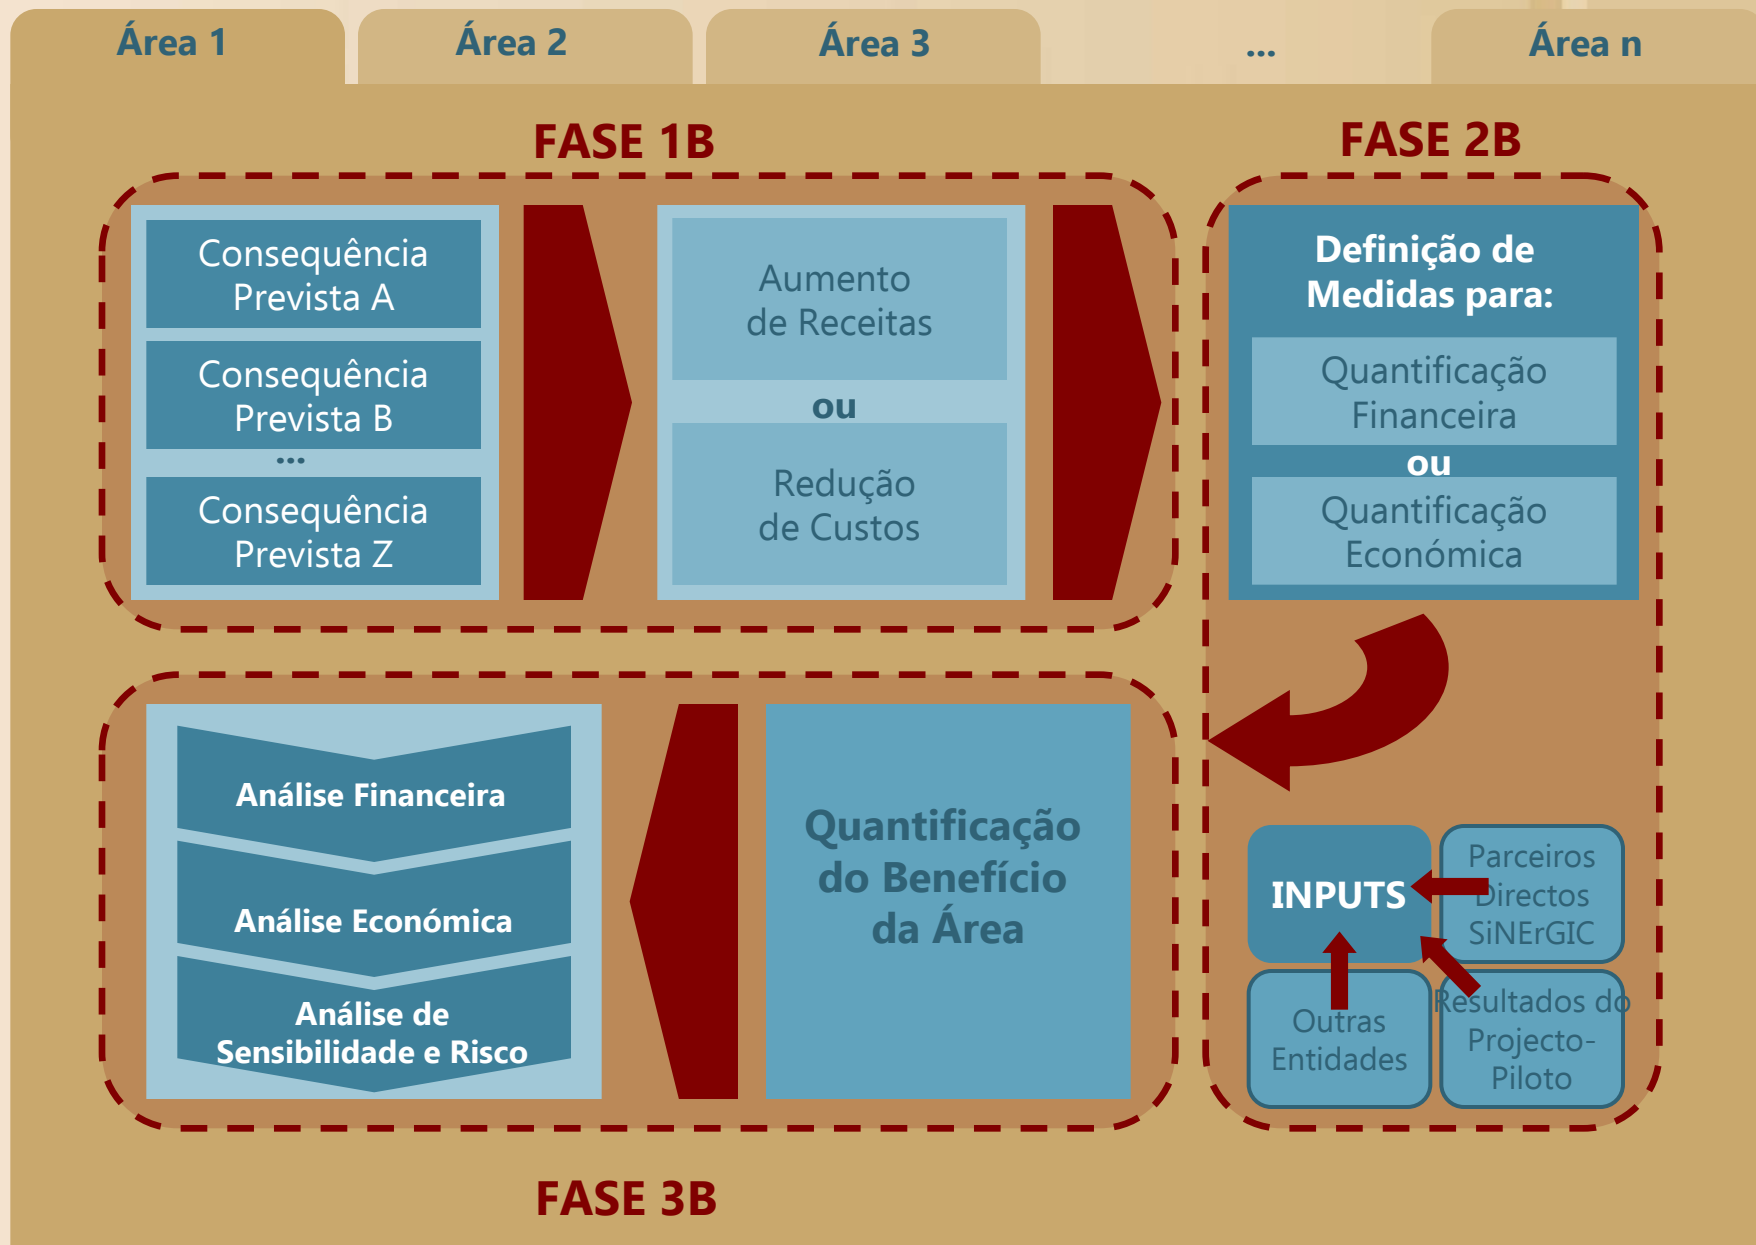 Área 1
Área 2
Área 3
...
Área n
FASE 1B
Consequência
Prevista A
Consequência
Prevista B
...
Consequência
Prevista Z
Aumento
de Receitas
ou
Redução
de Custos
FASE 2B
Definição de
Medidas para:
Quantificação
Financeira
ou
Quantificação
Económica
INPUTS
Parceiros
Directos
SiNErGIC
Outras
Entidades
Resultados do
Projecto-
Piloto
Quantificação
do Benefício
da Área
Análise Financeira
Análise Económica
Análise de
Sensibilidade e Risco
FASE 3B